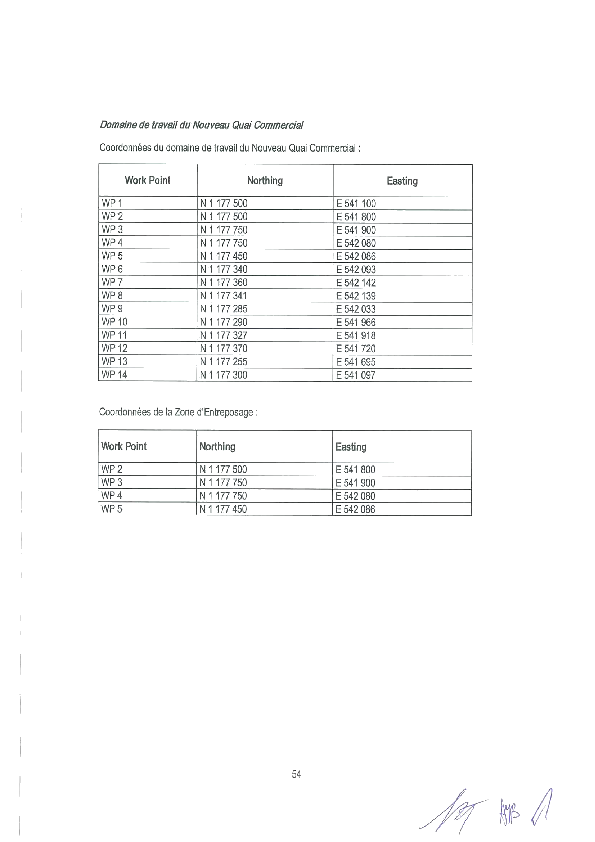 Domaine de travail du Nouveau Quai Commercial
Coordonnées du domaine de travail du Nouveau Quai Commercial :
Work Point Northing Easting
WP 1 N 1 177 500 E 541 100
WP 2 N 1 177 500 E 541 800
WP 3 N 1 177 750 E 541 900
WP 4 N 1 177 750 E 542 080
WP 5 N 1 177 450 E 542 086
WP 6 N 1 177 340 E 542 093
WP 7 N 1 177 360 E 542 142
WP 8 N 1 177 341 E 542 139
WP 9 N 1 177 285 E 542 033
WP 10 N 1 177 290 E 541 966
WP 11 N 1 177 327 E 541 918
WP 12 N 1 177 370 E 541 720
WP 13 N 1 177 255 E 541 695
WP 14 N 1 177 300 E 541 097
Coordonnées de la Zone d'Entreposage :
Work Point Northing Easting
WP 2 N 1 177 500 E 541 800
WP 3 N 1 177 750 E 541 900
WP 4 N 1 177 750 E 542 080
WP 5 N 1 177 450 E 542 086
54